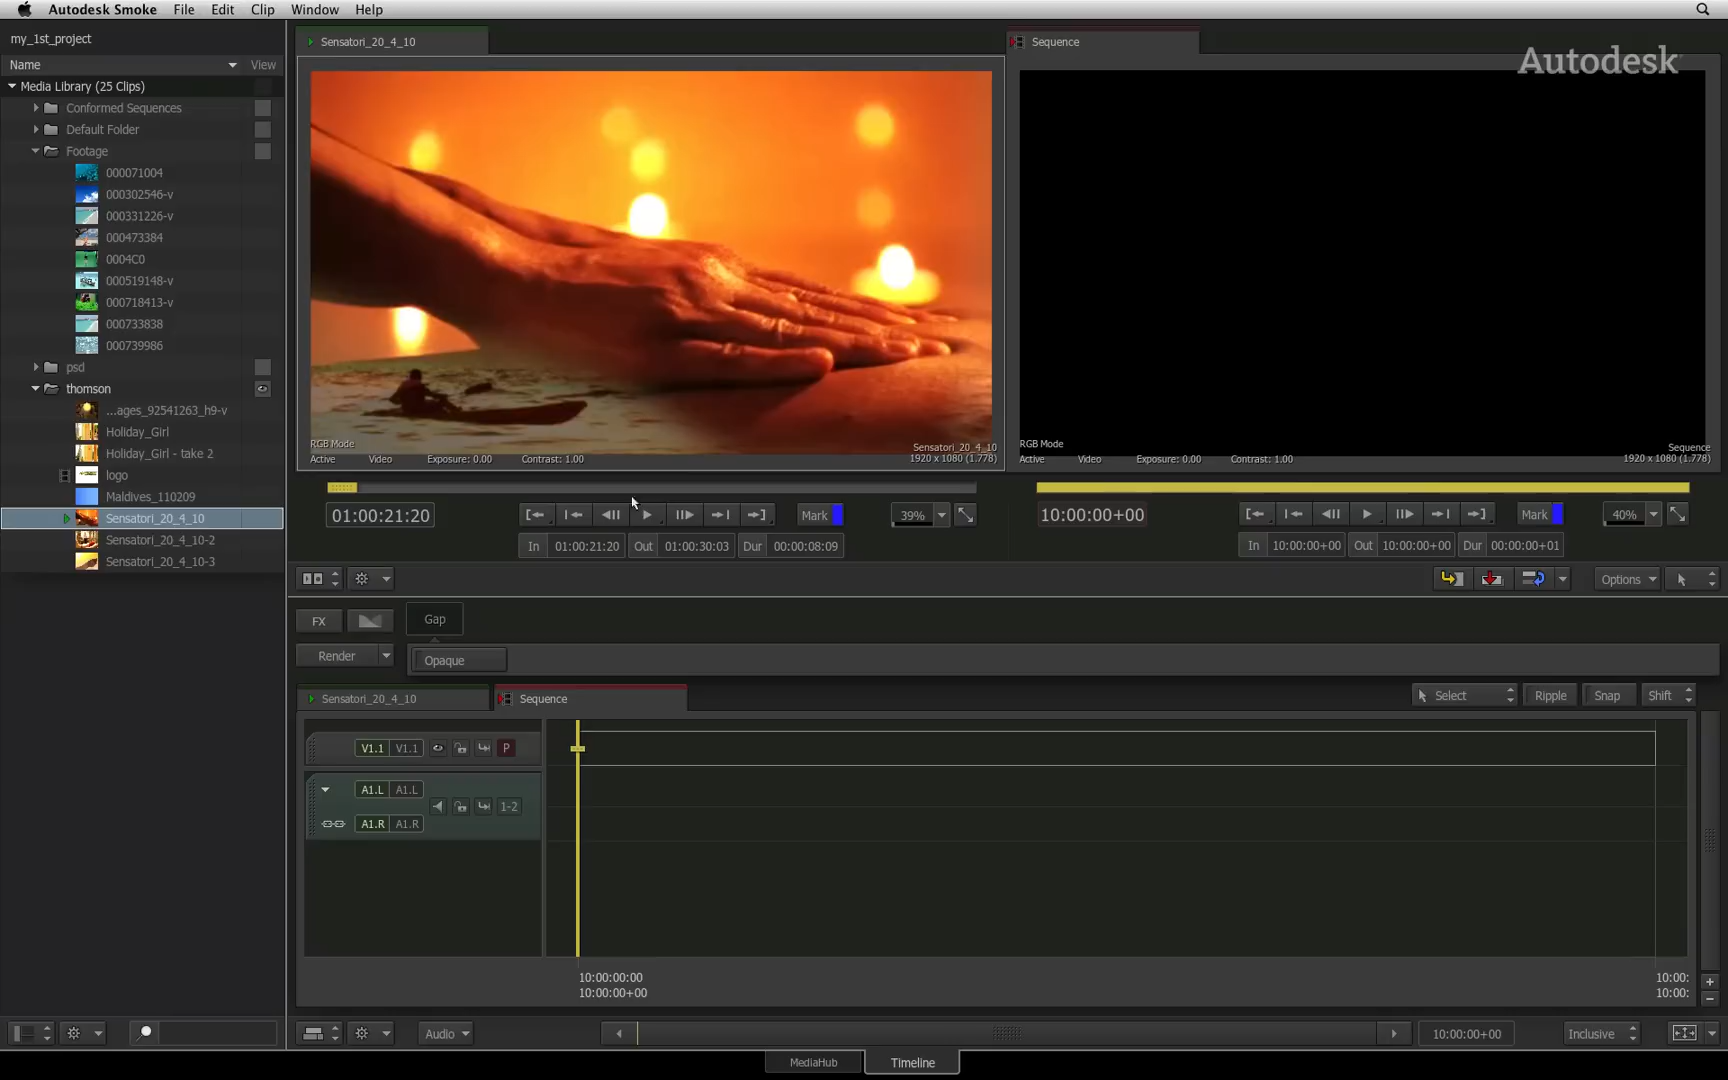 Autodesk Smoke File Edit Clip Window Help
my_1st_project
Sensatori_20_4_10
Sequence
Autodesk
Name
View
Media Library (25 Clips)
Conformed Sequences
Default Folder
Footage
000071004
000302546-v
000331226-v
000473384
0004C0
000519148-v
000718413-v
000733838
000739986
psd
thomson
...ages_92541263_h9-v
Holiday_Girl
Holiday_Girl - take 2
logo
Maldives_110209
Sensatori_20_4_10
Sensatori_20_4_10-2
Sensatori_20_4_10-3
RGB Mode
Sensatori_20_4_10
Active Video Exposure: 0.00 Contrast: 1.00 1920 x 1080 (1.778)
RGB Mode
Sequence
Active Video Exposure: 0.00 Contrast: 1.00 1920 x 1080 (1.778)
01:00:21:20
Mark
39%
In 01:00:21:20 Out 01:00:30:03 Dur 00:00:08:09
10:00:00+00
Mark
40%
In 10:00:00+00 Out 10:00:00+00 Dur 00:00:00+01
Options
FX
Gap
Render
Opaque
Sensatori_20_4_10
Sequence
Select
Ripple
Snap
Shift
V1.1 V1.1
P
A1.L A1.L
1-2
A1.R A1.R
10:00:00:00
10:00:00+00
10:00:
10:00:
Audio
10:00:00+00
Inclusive
MediaHub
Timeline